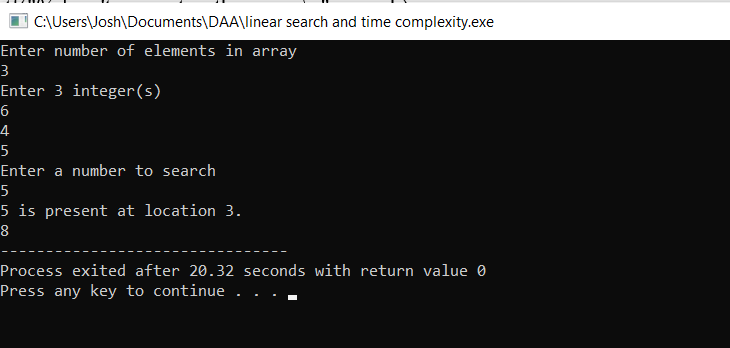 C:\Users\Josh\Documents\DAA\linear search and time complexity.exe
Enter number of elements in array
3
Enter 3 integer(s)
6
4
5
Enter a number to search
5
5 is present at location 3.
8
--------------------------------
Process exited after 20.32 seconds with return value 0
Press any key to continue . . .